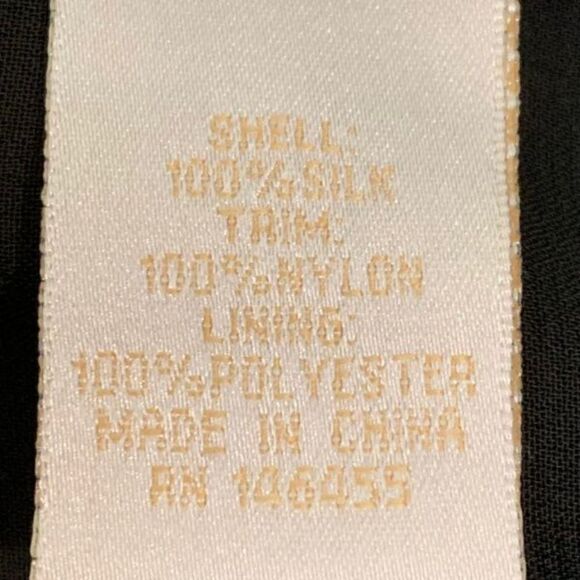 SHELL:
100%SILK
TRIM:
100%NYLON
LINING:
100%POLYESTER
MADE IN CHINA
RN 146455